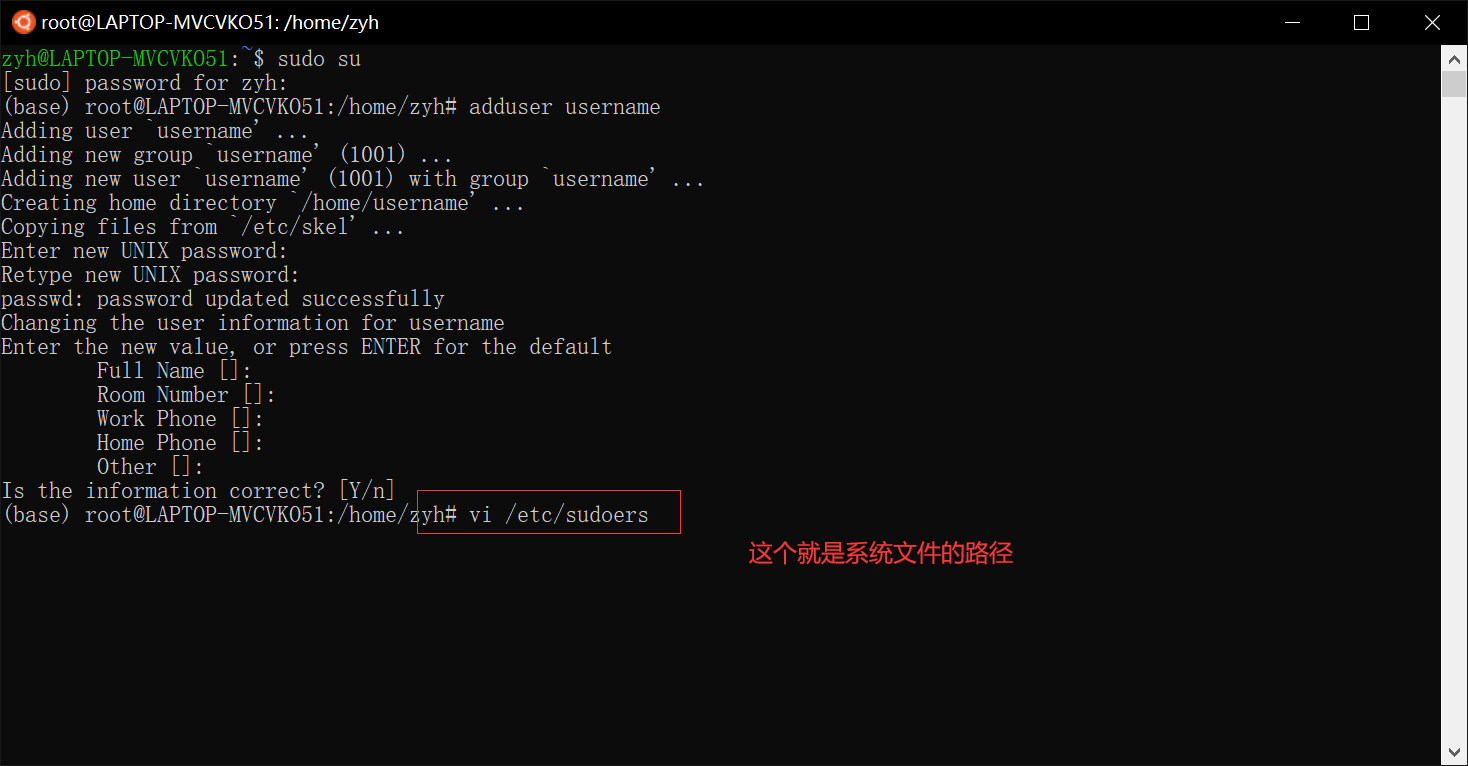 root@LAPTOP-MVCVKO51: /home/zyh
zyh@LAPTOP-MVCVKO51:~$ sudo su
[sudo] password for zyh:
(base) root@LAPTOP-MVCVKO51:/home/zyh# adduser username
Adding user `username' ...
Adding new group `username' (1001) ...
Adding new user `username' (1001) with group `username' ...
Creating home directory `/home/username' ...
Copying files from `/etc/skel' ...
Enter new UNIX password:
Retype new UNIX password:
passwd: password updated successfully
Changing the user information for username
Enter the new value, or press ENTER for the default
Full Name []:
Room Number []:
Work Phone []:
Home Phone []:
Other []:
Is the information correct? [Y/n]
(base) root@LAPTOP-MVCVKO51:/home/zyh# vi /etc/sudoers
这个就是系统文件的路径